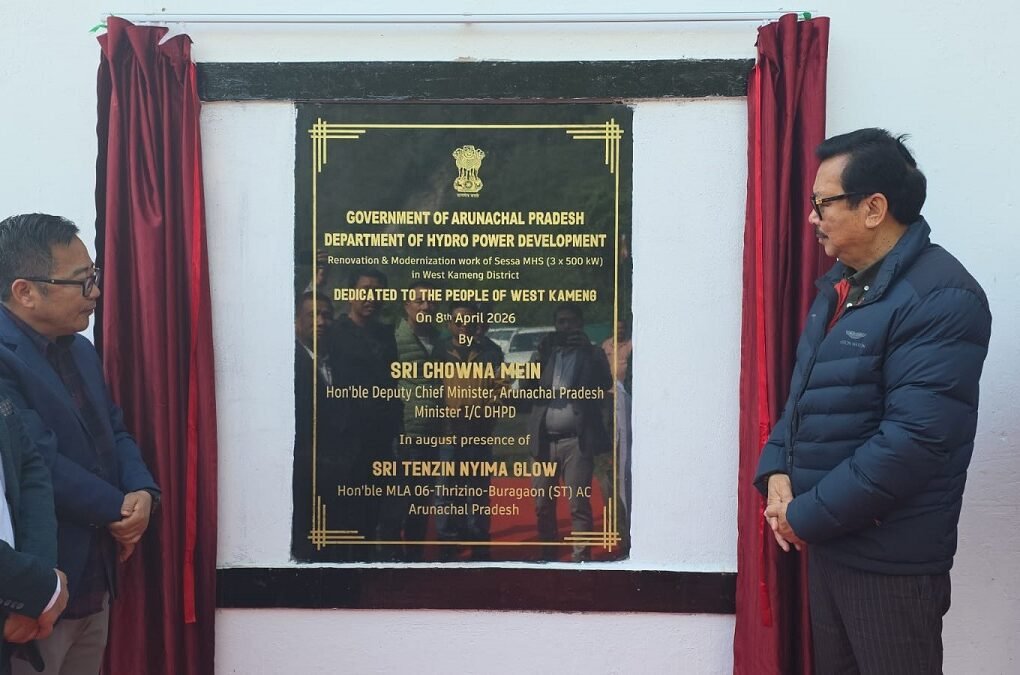 GOVERNMENT OF ARUNACHAL PRADESH
DEPARTMENT OF HYDRO POWER DEVELOPMENT
Renovation & Modernization work of Sessa MHS (3 x 500 kW)
in West Kameng District
DEDICATED TO THE PEOPLE OF WEST KAMENG
On 8th April 2026
By
SRI CHOWNA MEIN
Hon'ble Deputy Chief Minister, Arunachal Pradesh
Minister I/C DHPD
In august presence of
SRI TENZIN NYIMA GLOW
Hon'ble MLA 06-Thrizino-Buragaon (ST) AC
Arunachal Pradesh